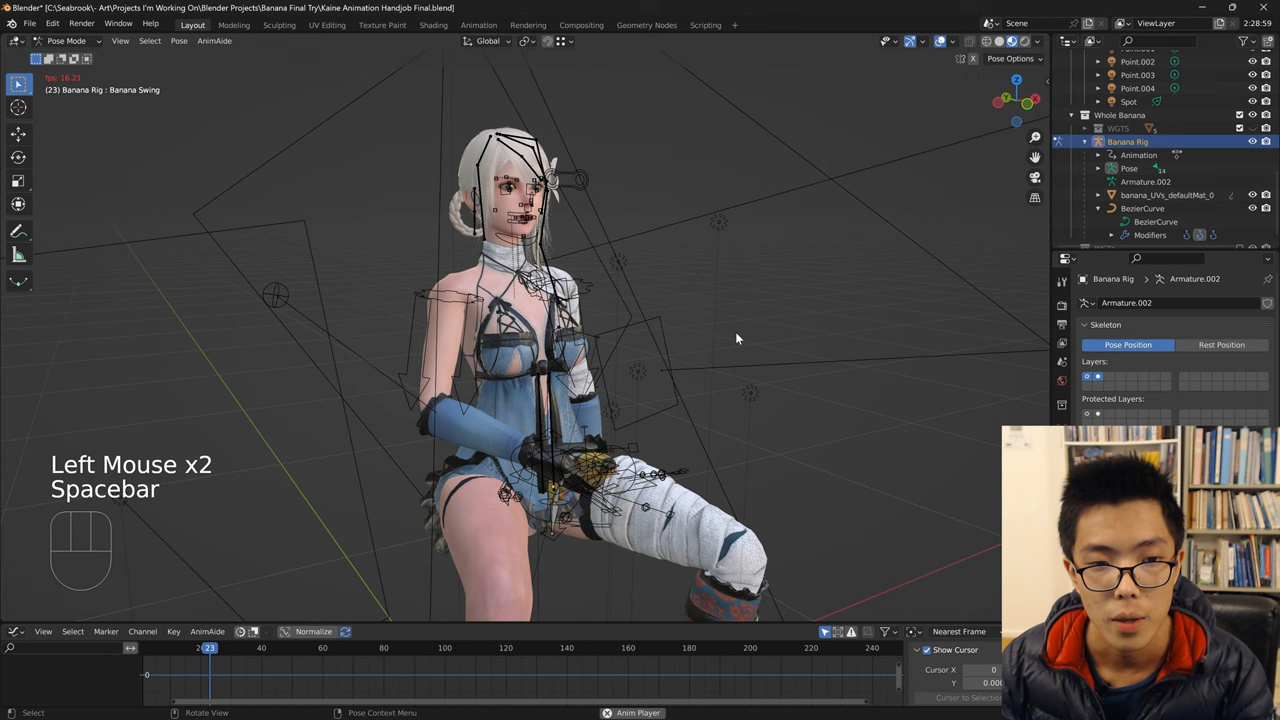 Blender* [C:\Seabrook\- Art\Projects I'm Working On\Blender Projects\Banana Final Try\Kaine Animation Handjob Final.blend]
File Edit Render Window Help Layout Modeling Sculpting UV Editing Texture Paint Shading Animation Rendering Compositing Geometry Nodes Scripting + Scene ViewLayer 2:28:59
Pose Mode View Select Pose AnimAide Global
X Pose Options
fps: 16.21
(23) Banana Rig : Banana Swing
Point.002
Point.003
Point.004
Spot
Whole Banana
WGTS 5
Banana Rig
Animation
Pose 14
Armature.002
banana_UVs_defaultMat_0
BezierCurve
BezierCurve
Modifiers
Z
Y
X
Banana Rig Armature.002
Armature.002
Skeleton
Pose Position Rest Position
Layers:
Protected Layers:
Left Mouse x2
Spacebar
View Select Marker Channel Key AnimAide Normalize Nearest Frame
23 40 60 80 100 120 140 160 180 200 220 240
0
Show Cursor
Cursor X 0
Y 0.000
Cursor to Selection
Select Rotate View Pose Context Menu Anim Player